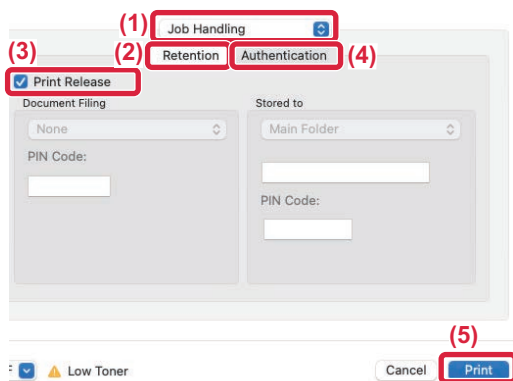 (1) Job Handling
(2) Retention Authentication (4)
(3)
Print Release
Document Filing Stored to
None Main Folder
PIN Code:
PIN Code:
(5)
Low Toner Cancel Print